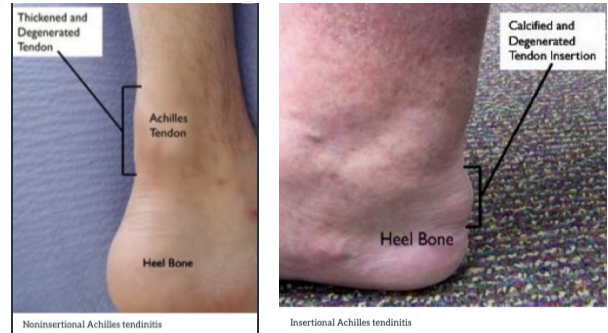 Thickened and
Degenerated
Tendon
Achilles
Tendon
Heel Bone
Noninsertional Achilles tendinitis
Calcified and
Degenerated
Tendon Insertion
Heel Bone
Insertional Achilles tendinitis